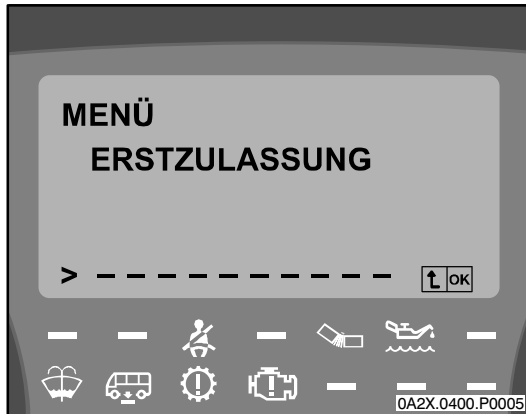 MENÜ
ERSTZULASSUNG
> – – – – – – – – – –
OK
0A2X.0400.P0005